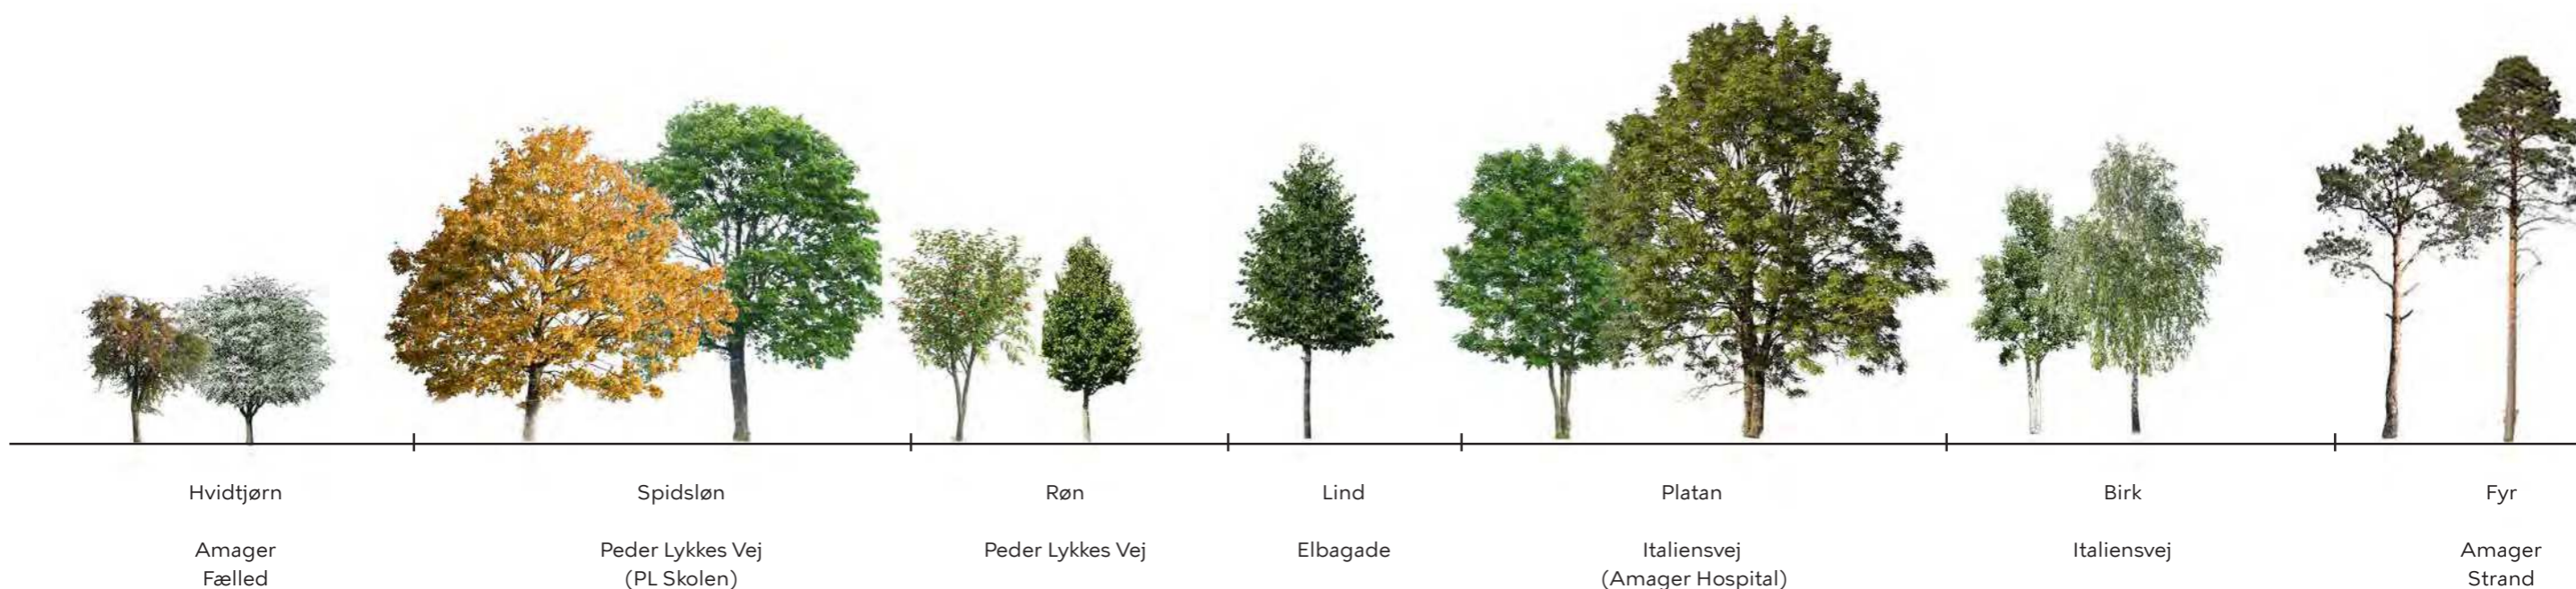 Hvidtjørn
Spidsløn
Røn
Lind
Platan
Birk
Fyr
Amager
Fælled
Peder Lykkes Vej
(PL Skolen)
Peder Lykkes Vej
Elbagade
Italiensvej
(Amager Hospital)
Italiensvej
Amager
Strand